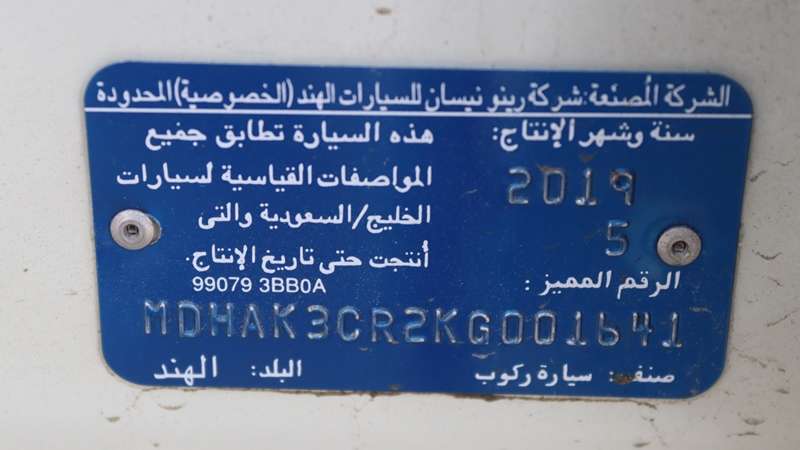 الشركة المُصنّعة: شركة رينو نيسان للسيارات الهند (الخصوصية) المحدودة
سنة وشهر الإنتاج:
2019
5
هذه السيارة تطابق جميع
المواصفات القياسية لسيارات
الخليج/السعودية والتى
أُنتجت حتى تاريخ الإنتاج.
99079 3BB0A
الرقم المميز :
MDHAK3CR2KG001641
صنف: سيارة ركوب
البلد: الهند